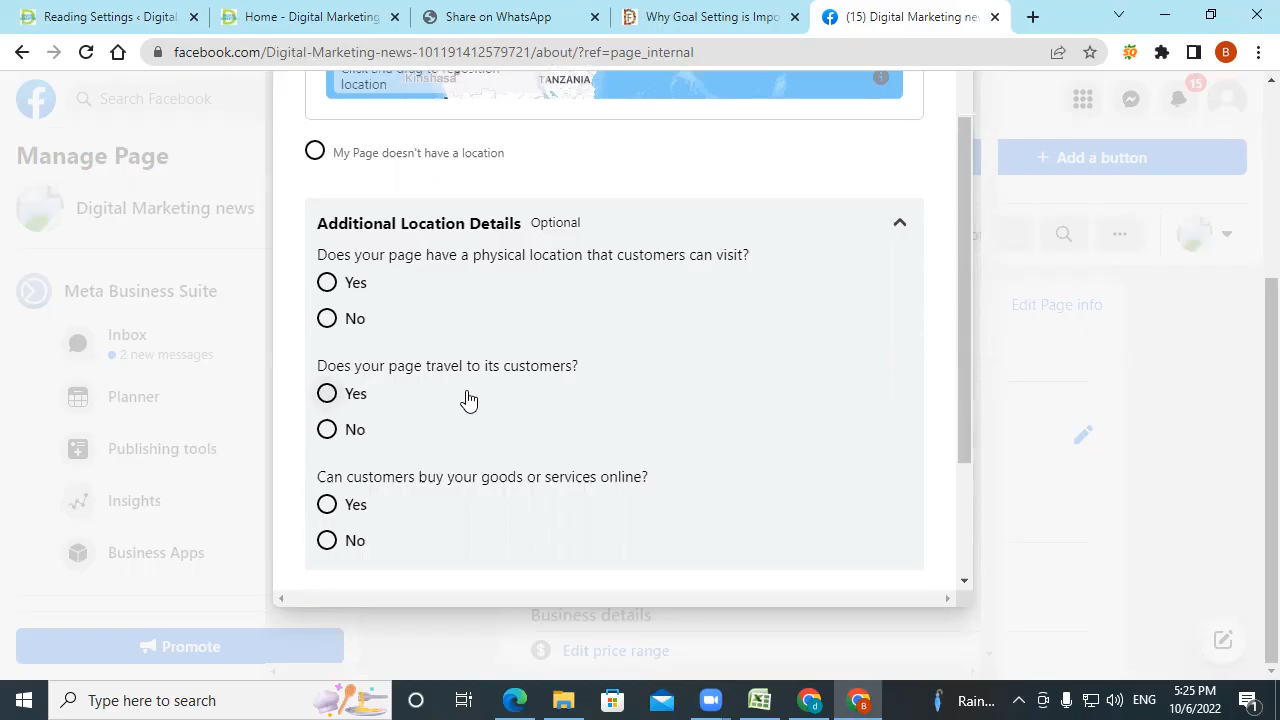 Reading Settings ‹ Digital
Home - Digital Marketing
Share on WhatsApp
Why Goal Setting is Impo
(15) Digital Marketing ne
facebook.com/Digital-Marketing-news-101191412579721/about/?ref=page_internal
B
Search Facebook
15
Manage Page
Digital Marketing news
Meta Business Suite
Inbox
2 new messages
Planner
Publishing tools
Insights
Business Apps
Promote
location
Kinshasa
TANZANIA
My Page doesn't have a location
Additional Location Details Optional
Does your page have a physical location that customers can visit?
Yes
No
Does your page travel to its customers?
Yes
No
Can customers buy your goods or services online?
Yes
No
+ Add a button
Edit Page info
Business details
Edit price range
Type here to search
Rain...
ENG
5:25 PM
10/6/2022
1